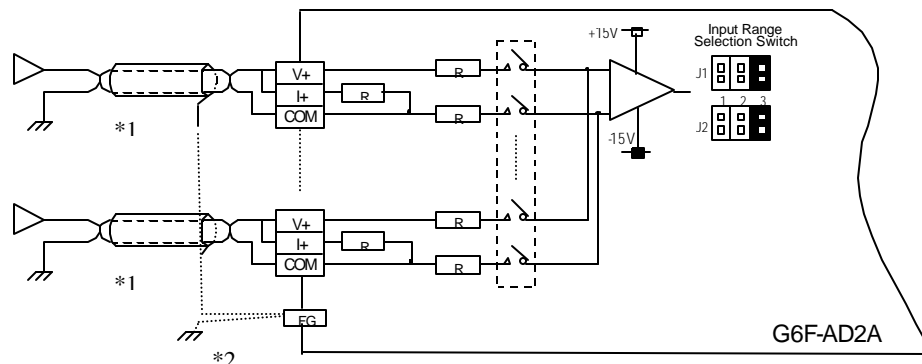 Input Range
Selection Switch
+15V
J1
1 2 3
J2
-15V
V+
I+
COM
R
R
R
*1
V+
I+
COM
R
R
R
*1
FG
*2
G6F-AD2A